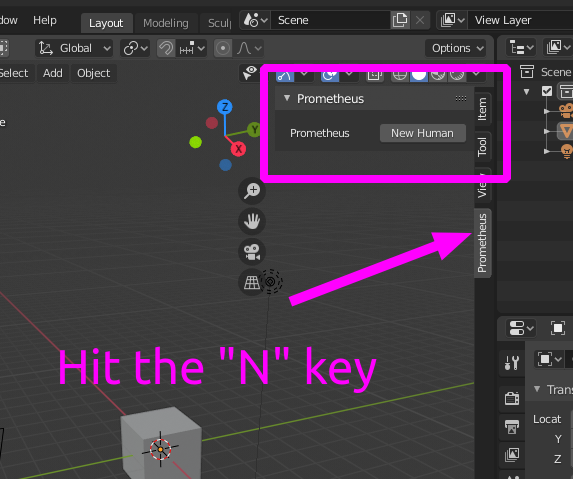 dow Help Layout Modeling Scul Scene View Layer
Global Options
Select Add Object
Prometheus
Prometheus New Human
Item
Tool
View
Prometheus
Z
Y
X
e
Scene
Hit the "N" key
Trans
Locat
Y
Z